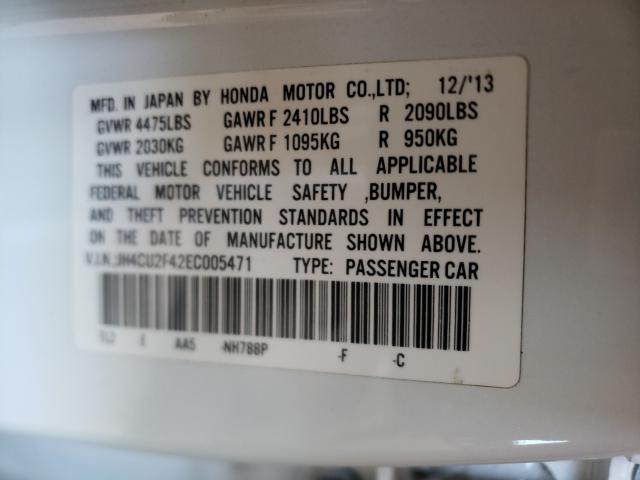 MFD. IN JAPAN BY HONDA MOTOR CO.,LTD; 12/'13
GVWR 4475LBS GAWR F 2410LBS R 2090LBS
GVWR 2030KG GAWR F 1095KG R 950KG
THIS VEHICLE CONFORMS TO ALL APPLICABLE
FEDERAL MOTOR VEHICLE SAFETY ,BUMPER,
AND THEFT PREVENTION STANDARDS IN EFFECT
ON THE DATE OF MANUFACTURE SHOWN ABOVE.
V.I.N.:JH4CU2F42EC005471 TYPE: PASSENGER CAR
E AA5 -NH788P -F -C